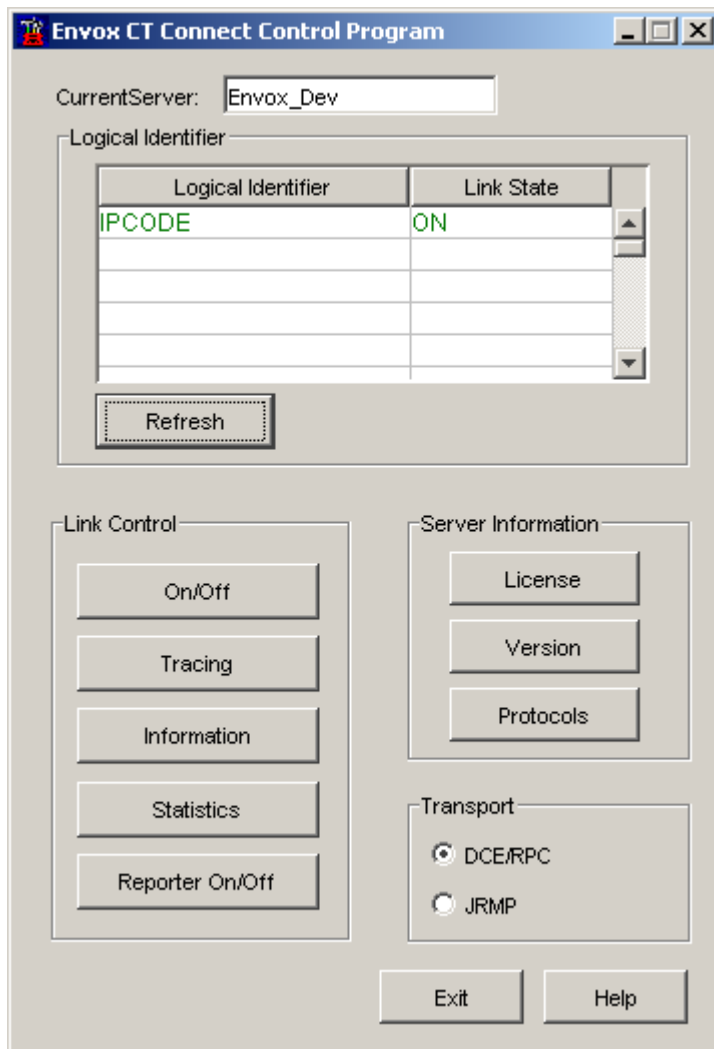 Envox CT Connect Control Program
CurrentServer: Envox_Dev
Logical Identifier
Logical Identifier Link State
IPCODE ON
Refresh
Link Control
On/Off
Tracing
Information
Statistics
Reporter On/Off
Server Information
License
Version
Protocols
Transport
DCE/RPC
JRMP
Exit Help